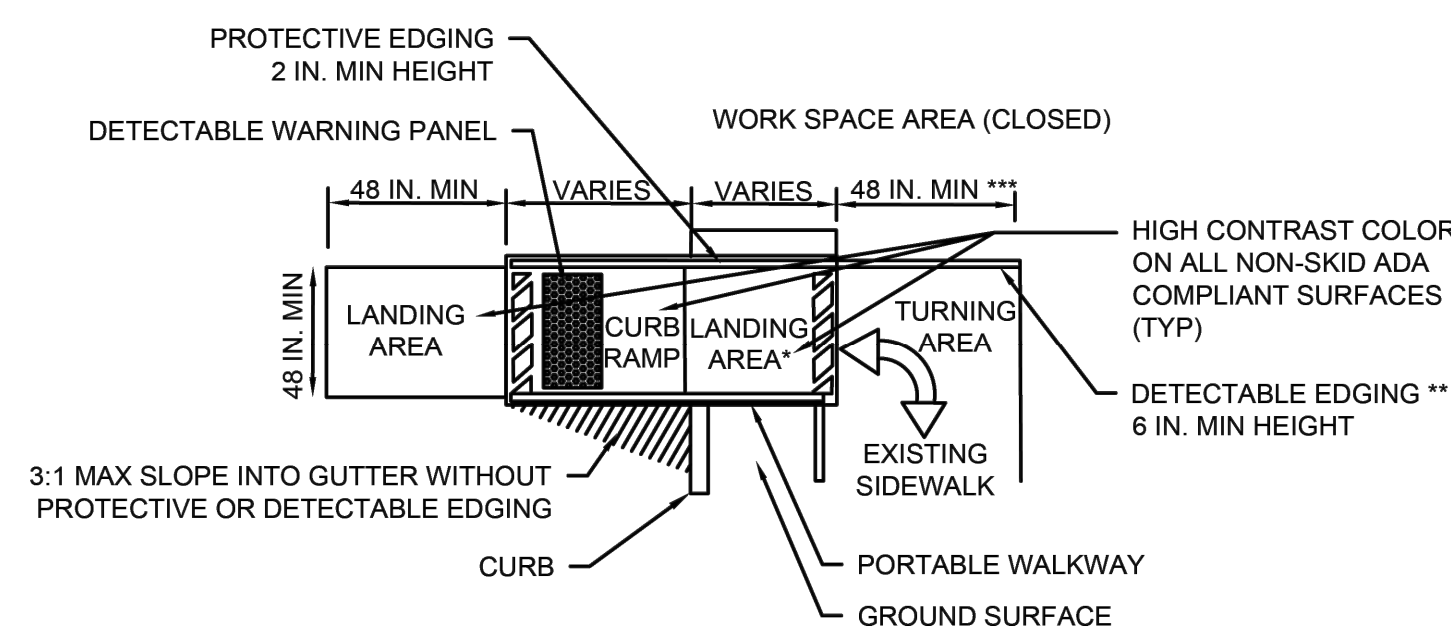 PROTECTIVE EDGING
2 IN. MIN HEIGHT
WORK SPACE AREA (CLOSED)
DETECTABLE WARNING PANEL
48 IN. MIN
VARIES
VARIES
48 IN. MIN ***
HIGH CONTRAST COLOR
ON ALL NON-SKID ADA
COMPLIANT SURFACES
(TYP)
48 IN. MIN
LANDING
AREA
CURB
RAMP
LANDING
AREA*
TURNING
AREA
DETECTABLE EDGING **
6 IN. MIN HEIGHT
EXISTING
SIDEWALK
3:1 MAX SLOPE INTO GUTTER WITHOUT
PROTECTIVE OR DETECTABLE EDGING
CURB
PORTABLE WALKWAY
GROUND SURFACE